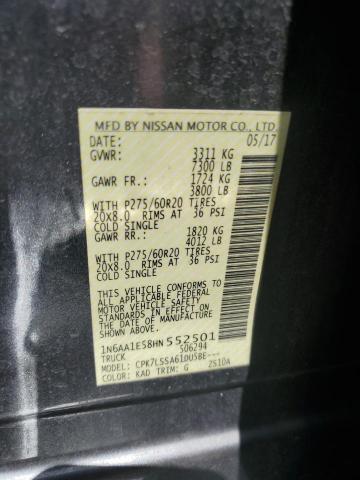 MFD BY NISSAN MOTOR CO., LTD.
DATE: 05/17
GVWR: 3311 KG
7300 LB
GAWR FR.: 1724 KG
3800 LB
WITH P275/60R20 TIRES
20X8.0 RIMS AT 36 PSI
COLD SINGLE
GAWR RR.: 1820 KG
4012 LB
WITH P275/60R20 TIRES
20X8.0 RIMS AT 36 PSI
COLD SINGLE
THIS VEHICLE CONFORMS TO
ALL APPLICABLE FEDERAL
MOTOR VEHICLE SAFETY
STANDARDS IN EFFECT ON
THE DATE OF MANUFACTURE
SHOWN ABOVE.
1N6AA1E58HN 552501
TRUCK 506294
MODEL: CPK7LSSA61DUSBE---
COLOR: KAD TRIM: G 2S10A